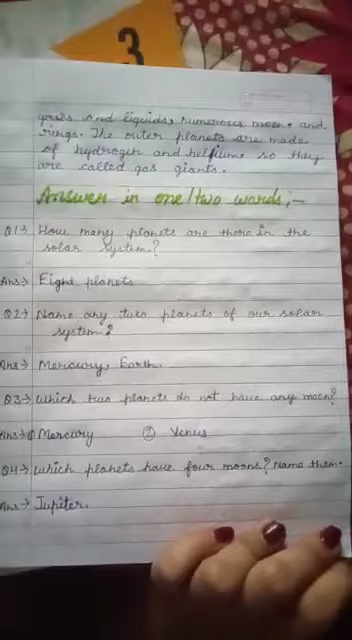 3
gases and liquids, numerous moons and
rings. The outer planets are made
of hydrogen and helium, so they
are called gas giants.
Answer in one/two words;-
Q1→ How many planets are there in the
solar system?
Ans→ Eight planets
Q2→ Name any two planets of our solar
system?
Ans→ Mercury, Earth.
Q3→ Which two planets do not have any moon?
Ans→ ① Mercury ② Venus
Q4→ which planets have four moons? Name them.
Ans→ Jupiter.